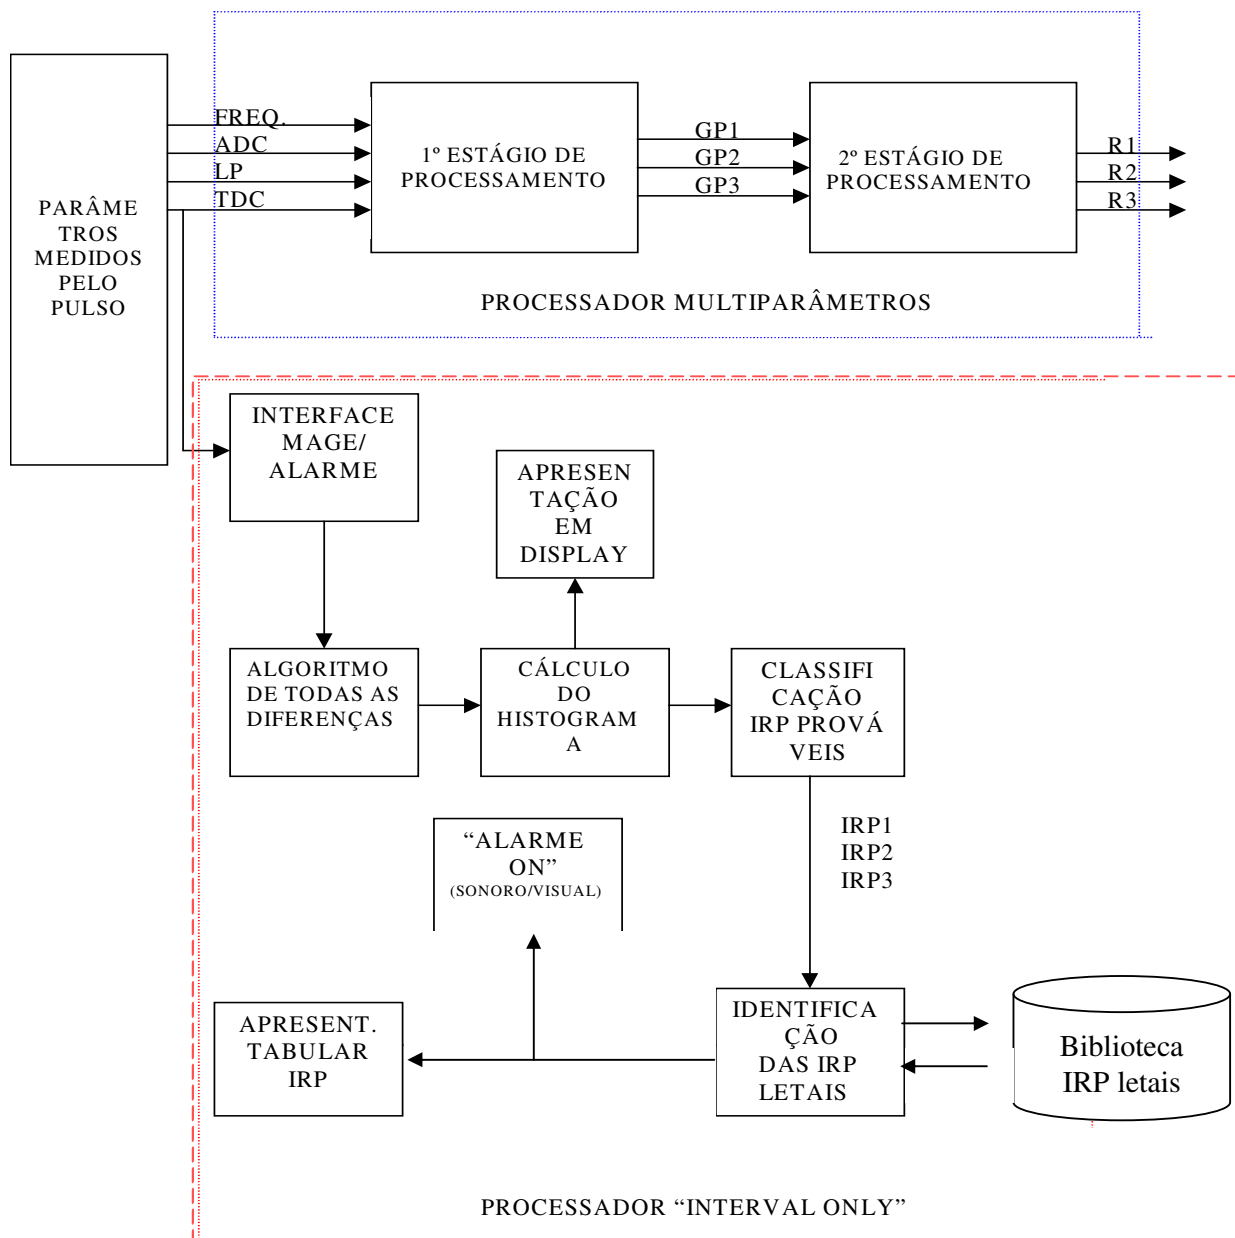 PARÂME
TROS
MEDIDOS
PELO
PULSO
FREQ.
ADC
LP
TDC
1º ESTÁGIO DE
PROCESSAMENTO
GP1
GP2
GP3
2º ESTÁGIO DE
PROCESSAMENTO
R1
R2
R3
PROCESSADOR MULTIPARÂMETROS
INTERFACE
MAGE/
ALARME
APRESEN
TAÇÃO
EM
DISPLAY
ALGORITMO
DE TODAS AS
DIFERENÇAS
CÁLCULO
DO
HISTOGRAM
A
CLASSIFI
CAÇÃO
IRP PROVÁ
VEIS
IRP1
IRP2
IRP3
“ALARME
ON”
(SONORO/VISUAL)
APRESENT.
TABULAR
IRP
IDENTIFICA
ÇÃO
DAS IRP
LETAIS
Biblioteca
IRP letais
PROCESSADOR “INTERVAL ONLY”